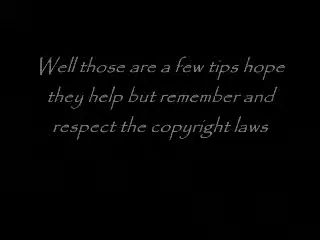 Well those are a few tips hope
they help but remember and
respect the copyright laws